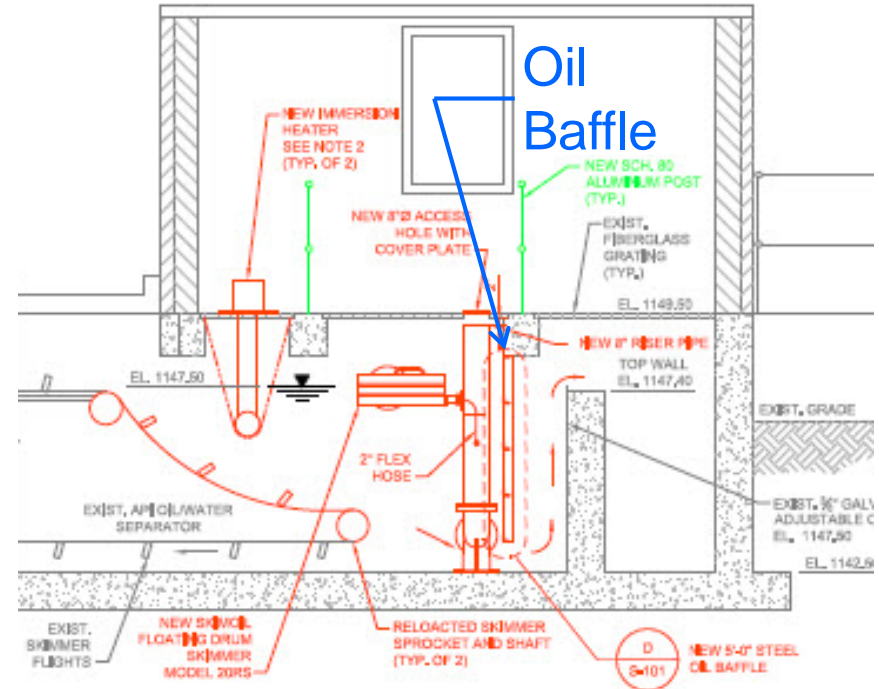 Oil
Baffle
NEW IMMERSION
HEATER
SEE NOTE 2
(TYP. OF 2)
NEW SCH. 80
ALUMINIUM POST
(TYP.)
NEW 8"Ø ACCESS
HOLE WITH
COVER PLATE
EXIST.
FIBERGLASS
GRATING
(TYP.)
EL. 1149.50
NEW 8" RISER PIPE
TOP WALL
EL. 1147.40
EL. 1147.50
EXIST. GRADE
2" FLEX
HOSE
EXIST. API OIL/WATER
SEPARATOR
EXIST. GALV
ADJUSTABLE
EL. 1147.50
EL. 1142.50
EXIST.
SKIMMER
FLIGHTS
NEW SKIMOIL
FLOATING DRUM
SKIMMER
MODEL 20RS
RELOACTED SKIMMER
SPROCKET AND SHAFT
(TYP. OF 2)
D
S-101
NEW 5'-0" STEEL
OIL BAFFLE